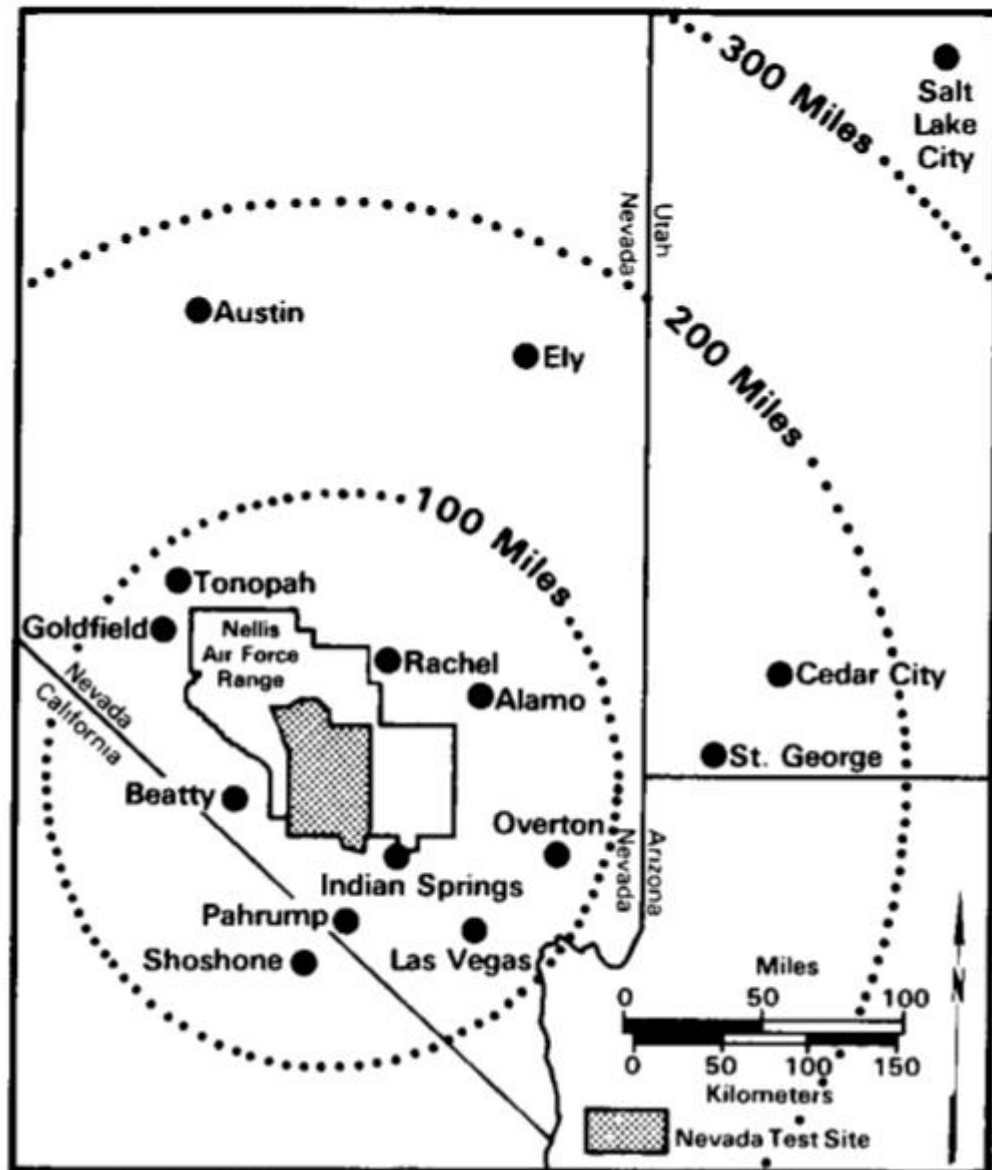 300 Miles
Salt
Lake
City
Nevada
Utah
200 Miles
Austin
Ely
100 Miles
Tonopah
Goldfield
Nellis
Air Force
Range
Rachel
Alamo
Cedar City
St. George
Nevada
California
Beatty
Overton
Nevada
Arizona
Indian Springs
Pahrump
Las Vegas
Shoshone
Miles
0 50 100
0 50 100 150
Kilometers
N
Nevada Test Site